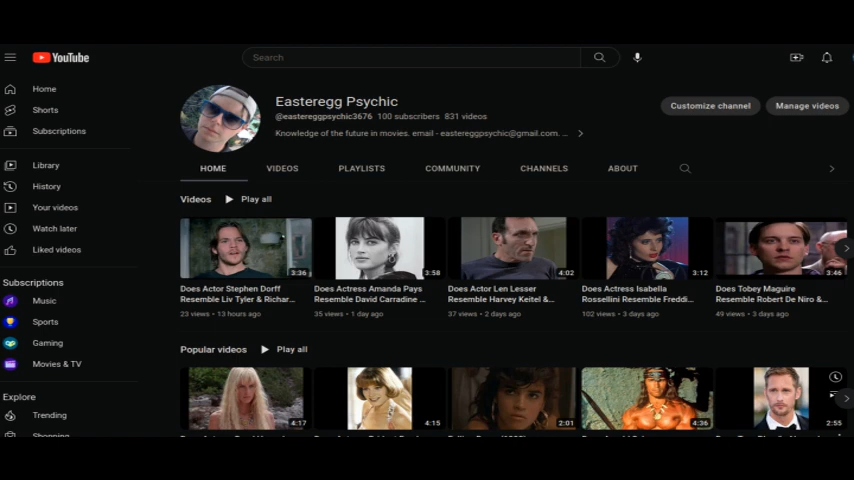 YouTube
Search
Home
Shorts
Subscriptions
Library
History
Your videos
Watch later
Liked videos
Subscriptions
Music
Sports
Gaming
Movies & TV
Explore
Trending
Shopping
Easteregg Psychic
@eastereggpsychic3676 100 subscribers 831 videos
Knowledge of the future in movies. email - eastereggpsychic@gmail.com. ...
Customize channel
Manage videos
HOME VIDEOS PLAYLISTS COMMUNITY CHANNELS ABOUT
Videos Play all
3:36
Does Actor Stephen Dorff
Resemble Liv Tyler & Richar...
23 views • 13 hours ago
3:58
Does Actress Amanda Pays
Resemble David Carradine ...
35 views • 1 day ago
4:02
Does Actor Len Lesser
Resemble Harvey Keitel &...
37 views • 2 days ago
3:12
Does Actress Isabella
Rossellini Resemble Freddi...
102 views • 3 days ago
3:46
Does Tobey Maguire
Resemble Robert De Niro &...
49 views • 3 days ago
Popular videos Play all
4:17
4:15
2:01
4:36
2:55